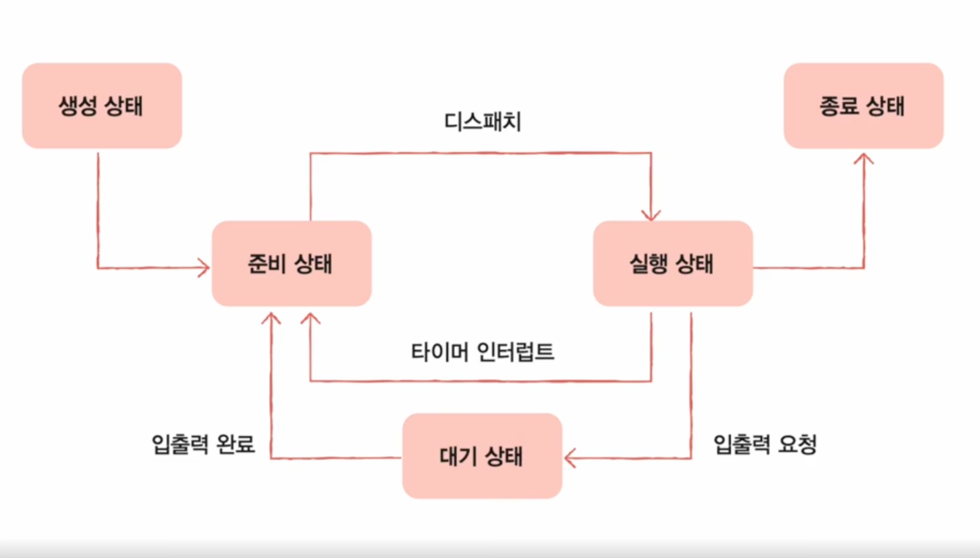 생성 상태
종료 상태
디스패치
준비 상태
실행 상태
타이머 인터럽트
입출력 완료
대기 상태
입출력 요청